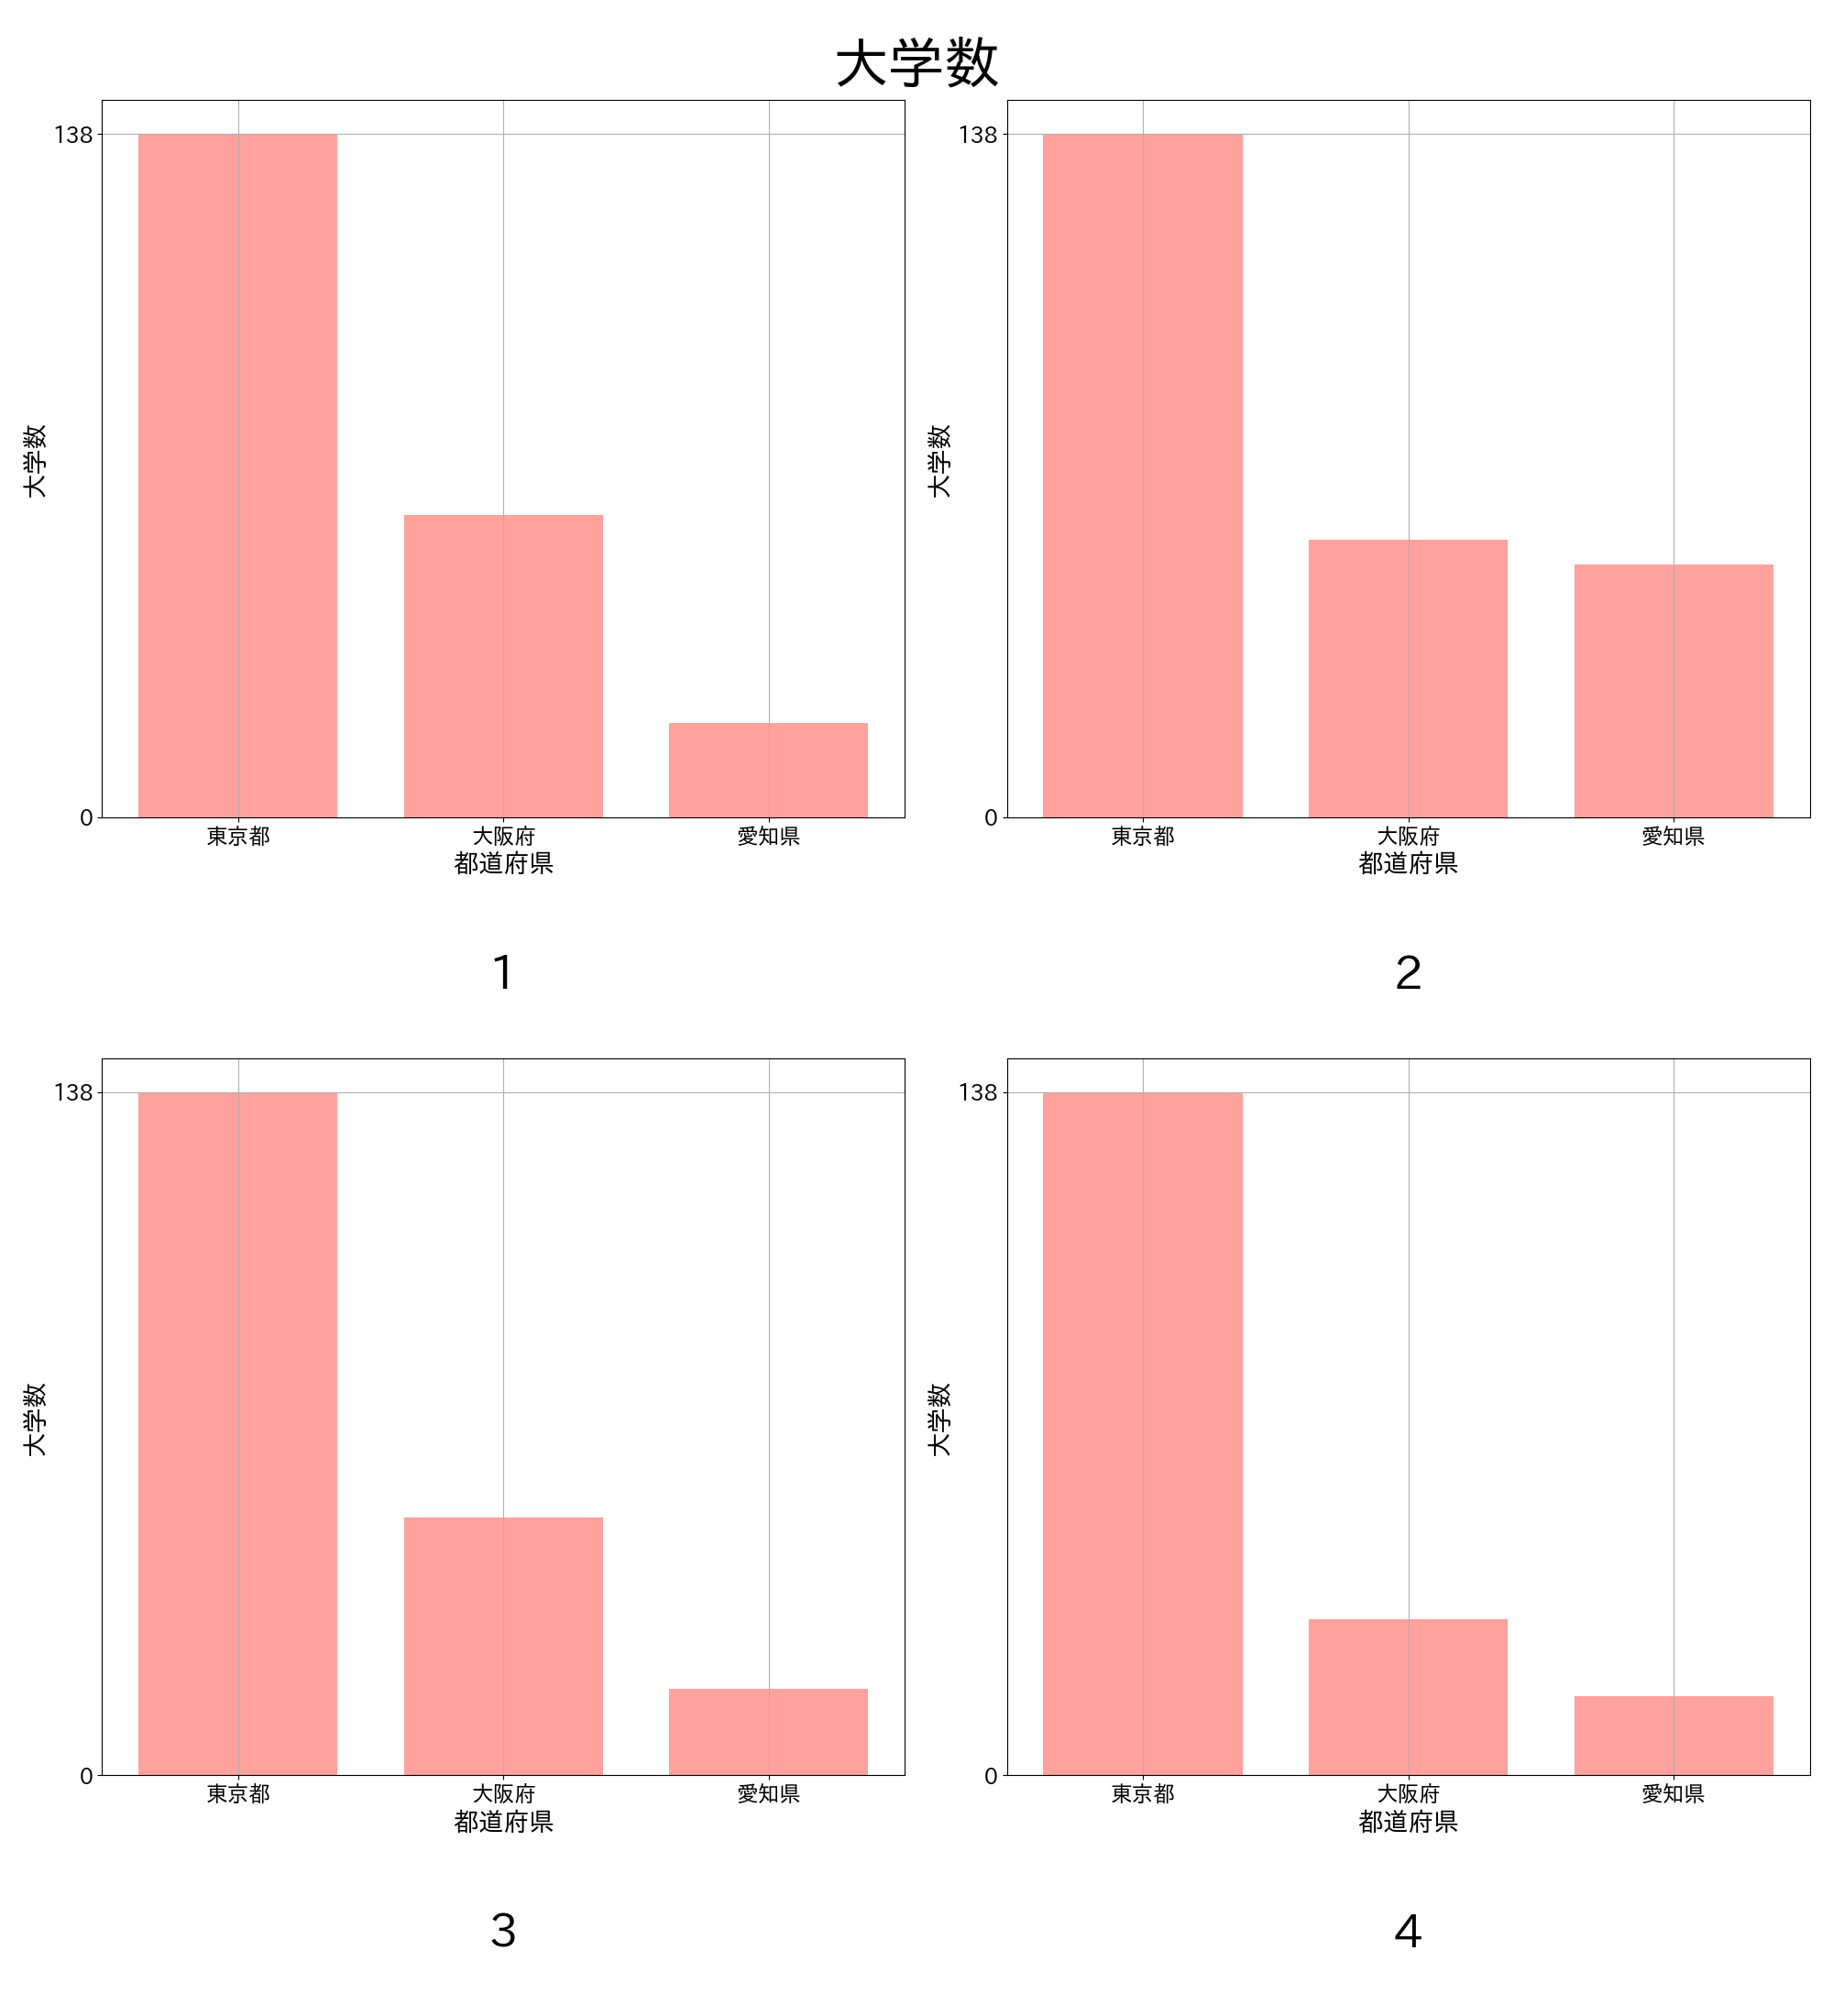 大学数
138
0
大学数
東京都 大阪府 愛知県
都道府県
1
138
0
大学数
東京都 大阪府 愛知県
都道府県
2
138
0
大学数
東京都 大阪府 愛知県
都道府県
3
138
0
大学数
東京都 大阪府 愛知県
都道府県
4